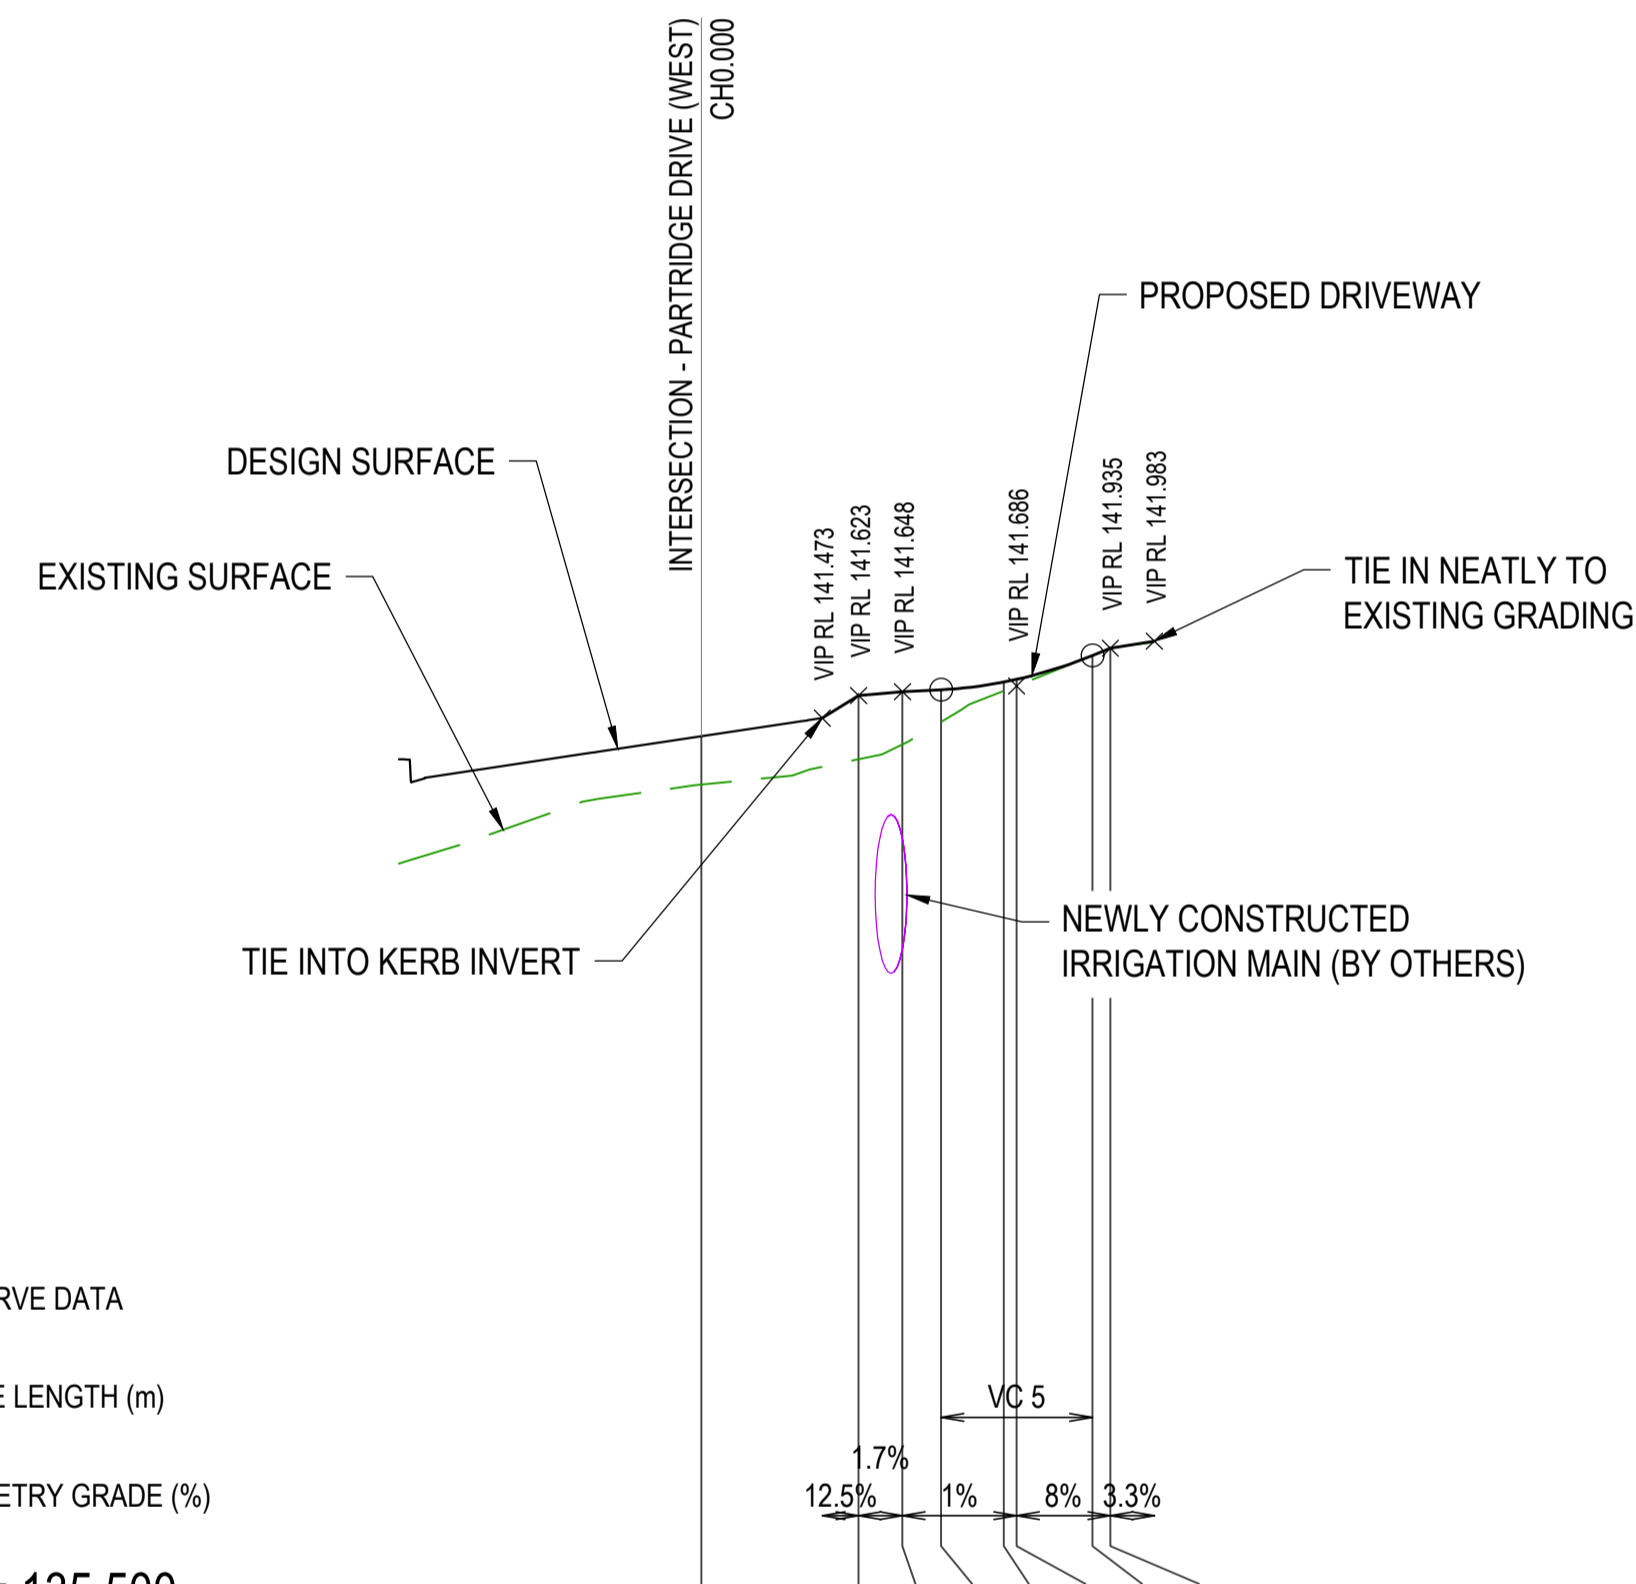 INTERSECTION - PARTRIDGE DRIVE (WEST)
CH0.000
PROPOSED DRIVEWAY
DESIGN SURFACE
EXISTING SURFACE
VIP RL 141.473
VIP RL 141.623
VIP RL 141.648
VIP RL 141.686
VIP RL 141.935
VIP RL 141.983
TIE IN NEATLY TO
EXISTING GRADING
TIE INTO KERB INVERT
NEWLY CONSTRUCTED
IRRIGATION MAIN (BY OTHERS)
RVE DATA
E LENGTH (m)
VC 5
1.7%
ETRY GRADE (%)
12.5%
1%
8%
3.3%